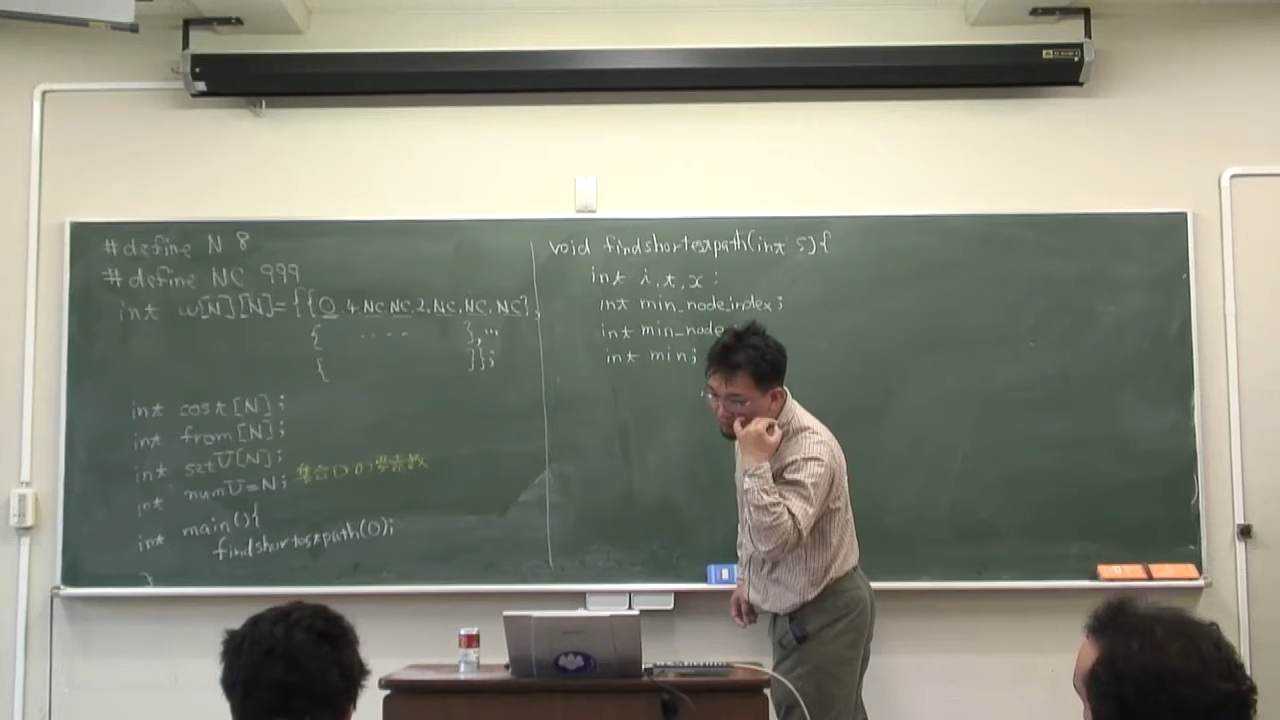 #define N 8
#define NC 999
int w[N][N]={{0,4,NC,NC,2,NC,NC,NC},
{ .... },...
{ }};
int cost[N];
int from[N];
int setU[N];
int numU=N; 集合Uの要素数
int main(){
findshortestpath(0);
}
void findshortestpath(int s){
int i,t,x;
int min_node_index;
int min_node
int min;